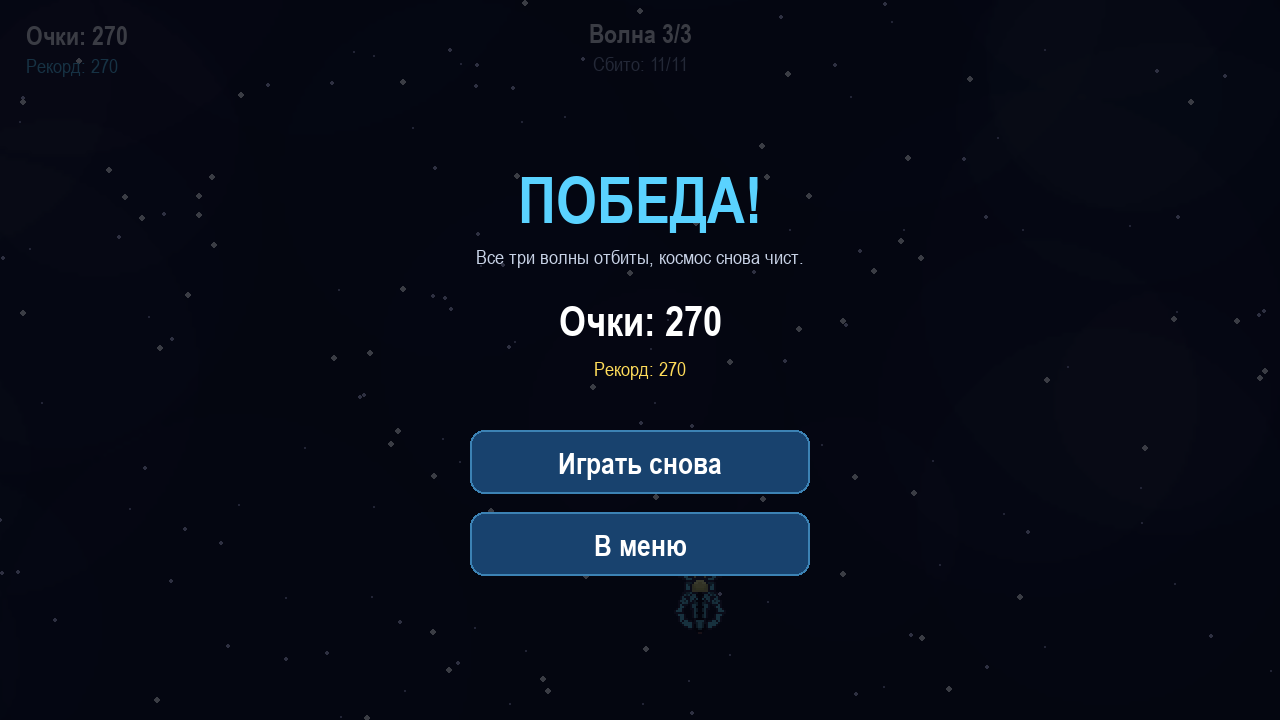 Очки: 270
Волна 3/3
Рекорд: 270
Сбито: 11/11
ПОБЕДА!
Все три волны отбиты, космос снова чист.
Очки: 270
Рекорд: 270
Играть снова
В меню